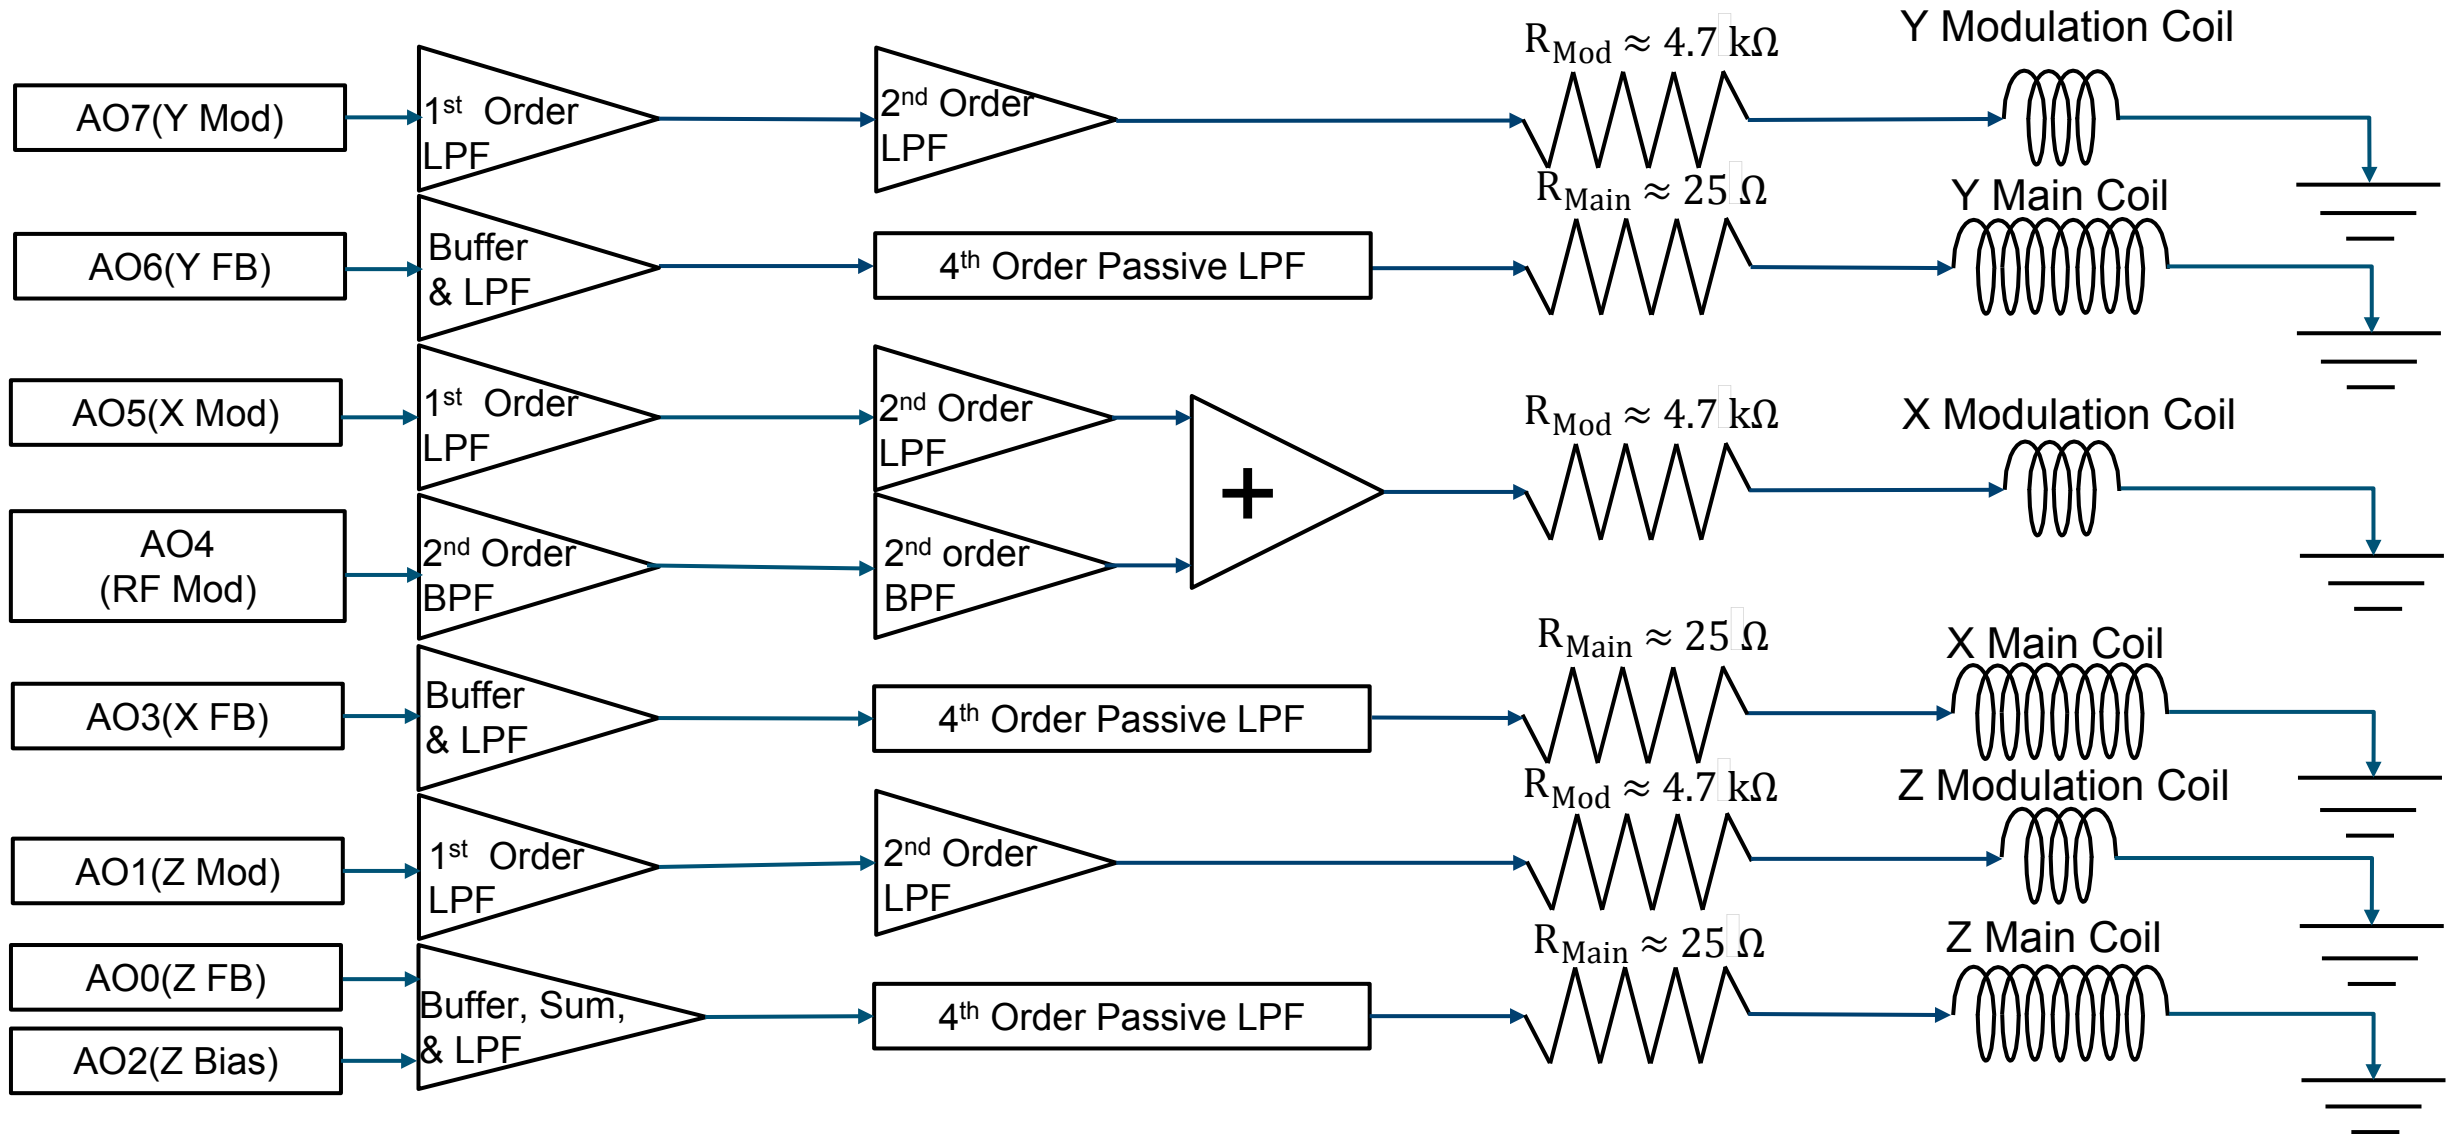 AO7(Y Mod)
1st Order
LPF
2nd Order
LPF
RMod ≈ 4.7 kΩ
Y Modulation Coil
AO6(Y FB)
Buffer
& LPF
4th Order Passive LPF
RMain ≈ 25 Ω
Y Main Coil
AO5(X Mod)
1st Order
LPF
2nd Order
LPF
+
RMod ≈ 4.7 kΩ
X Modulation Coil
AO4
(RF Mod)
2nd Order
BPF
2nd order
BPF
AO3(X FB)
Buffer
& LPF
4th Order Passive LPF
RMain ≈ 25 Ω
X Main Coil
AO1(Z Mod)
1st Order
LPF
2nd Order
LPF
RMod ≈ 4.7 kΩ
Z Modulation Coil
AO0(Z FB)
AO2(Z Bias)
Buffer, Sum,
& LPF
4th Order Passive LPF
RMain ≈ 25 Ω
Z Main Coil